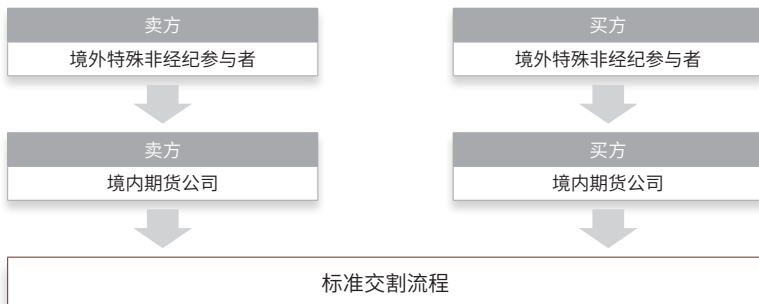 卖方
境外特殊非经纪参与者
买方
境外特殊非经纪参与者
卖方
境内期货公司
买方
境内期货公司
标准交割流程